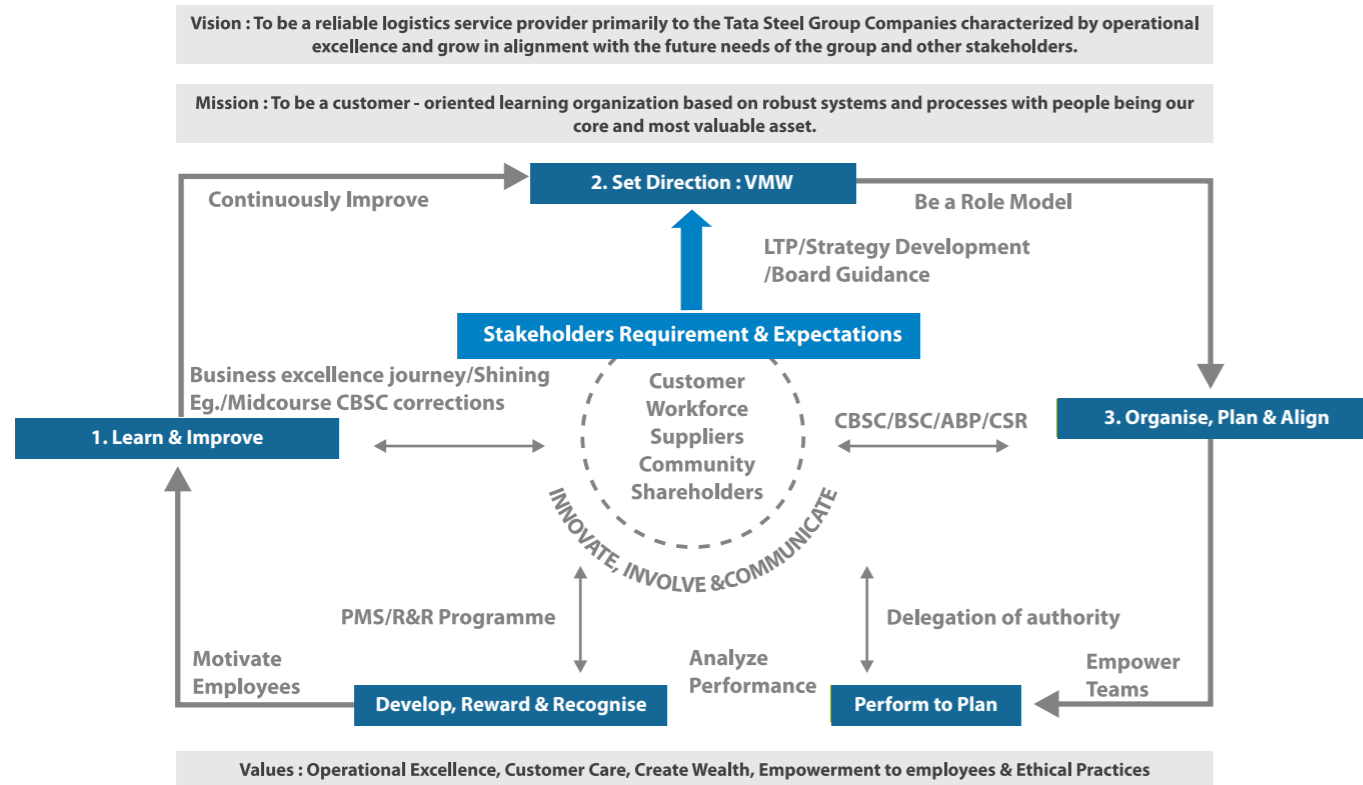 Vision : To be a reliable logistics service provider primarily to the Tata Steel Group Companies characterized by operational
excellence and grow in alignment with the future needs of the group and other stakeholders.
Mission : To be a customer - oriented learning organization based on robust systems and processes with people being our
core and most valuable asset.
2. Set Direction : VMW
Continuously Improve
Be a Role Model
LTP/Strategy Development
/Board Guidance
Stakeholders Requirement & Expectations
Business excellence journey/Shining
Eg./Midcourse CBSC corrections
Customer
Workforce
Suppliers
Community
Shareholders
CBSC/BSC/ABP/CSR
1. Learn & Improve
3. Organise, Plan & Align
INNOVATE, INVOLVE &COMMUNICATE
PMS/R&R Programme
Delegation of authority
Motivate
Employees
Analyze
Performance
Empower
Teams
Develop, Reward & Recognise
Perform to Plan
Values : Operational Excellence, Customer Care, Create Wealth, Empowerment to employees & Ethical Practices